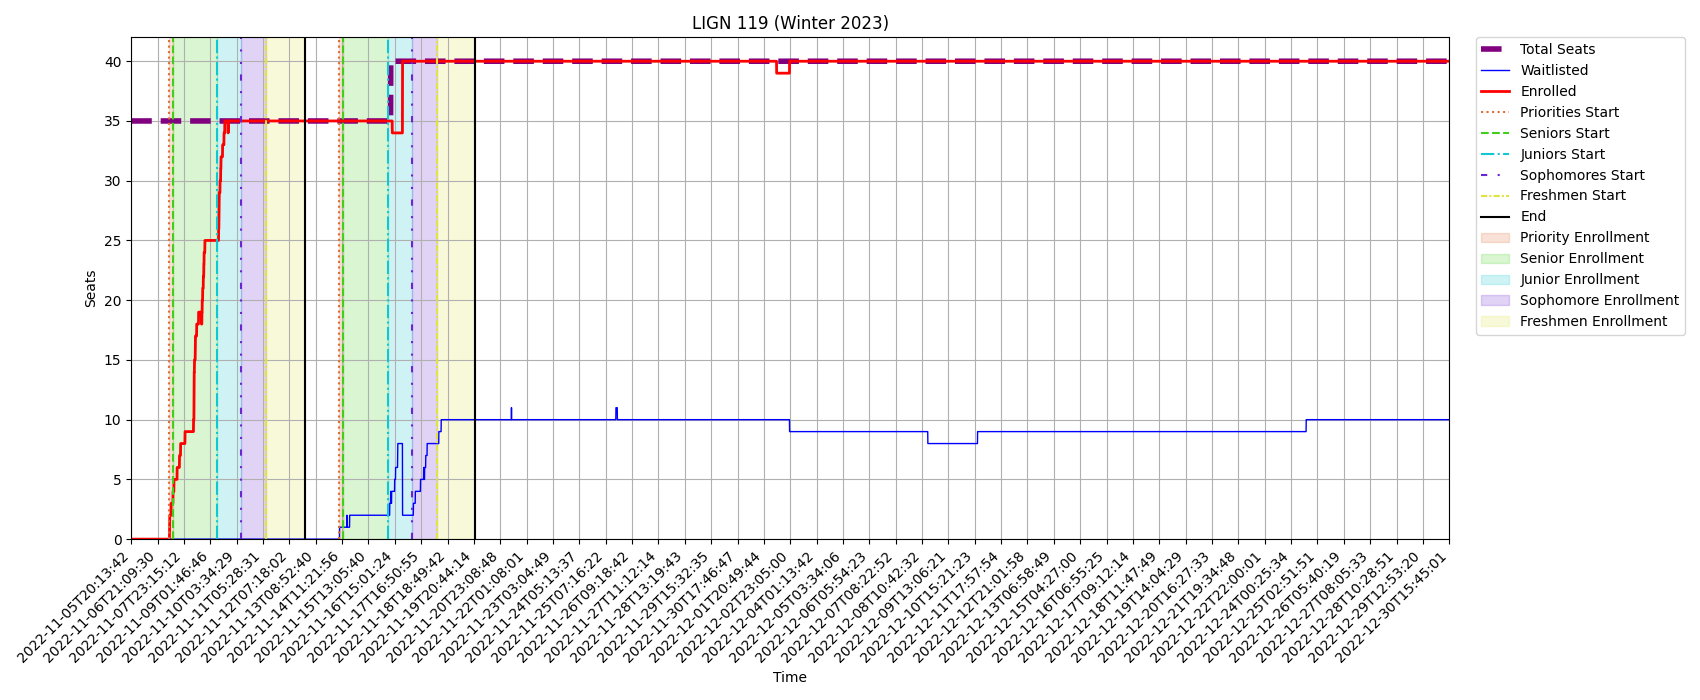 LIGN 119 (Winter 2023)
Seats
40
35
30
25
20
15
10
5
0
Total Seats
Waitlisted
Enrolled
Priorities Start
Seniors Start
Juniors Start
Sophomores Start
Freshmen Start
End
Priority Enrollment
Senior Enrollment
Junior Enrollment
Sophomore Enrollment
Freshmen Enrollment
2022-11-05T20:13:42
2022-11-06T21:09:30
2022-11-07T23:15:12
2022-11-09T01:46:46
2022-11-10T03:34:29
2022-11-11T05:28:31
2022-11-12T07:18:02
2022-11-13T08:52:40
2022-11-14T11:21:56
2022-11-15T13:05:40
2022-11-16T15:01:24
2022-11-17T16:50:55
2022-11-18T18:49:42
2022-11-19T20:44:14
2022-11-20T23:08:48
2022-11-22T01:08:01
2022-11-23T03:04:49
2022-11-24T05:13:37
2022-11-25T07:16:22
2022-11-26T09:18:42
2022-11-27T11:12:14
2022-11-28T13:19:43
2022-11-29T15:32:35
2022-11-30T17:46:47
2022-12-01T20:49:44
2022-12-02T23:05:00
2022-12-04T01:13:42
2022-12-05T03:34:06
2022-12-06T05:54:23
2022-12-07T08:22:52
2022-12-08T10:42:32
2022-12-09T13:06:21
2022-12-10T15:21:23
2022-12-11T17:57:54
2022-12-12T21:01:58
2022-12-13T06:58:49
2022-12-15T04:27:00
2022-12-16T06:55:25
2022-12-17T09:12:14
2022-12-18T11:47:49
2022-12-19T14:04:29
2022-12-20T16:27:33
2022-12-21T19:34:48
2022-12-22T22:00:01
2022-12-24T00:25:34
2022-12-25T02:51:51
2022-12-26T05:40:19
2022-12-27T08:05:33
2022-12-28T10:28:51
2022-12-29T12:53:20
2022-12-30T15:45:01
Time